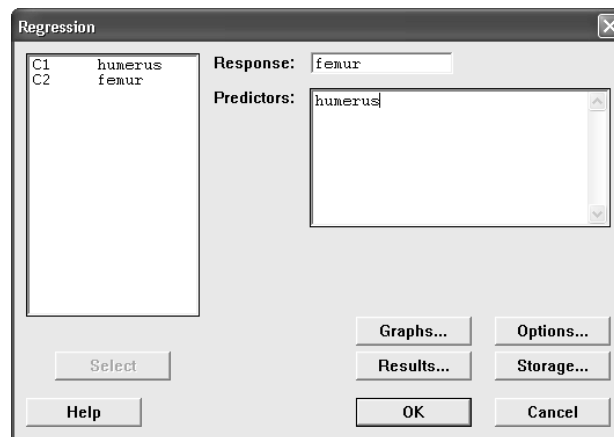 Regression
C1 humerus
C2 femur
Response: femur
Predictors: humerus
Graphs... Options...
Select Results... Storage...
Help OK Cancel